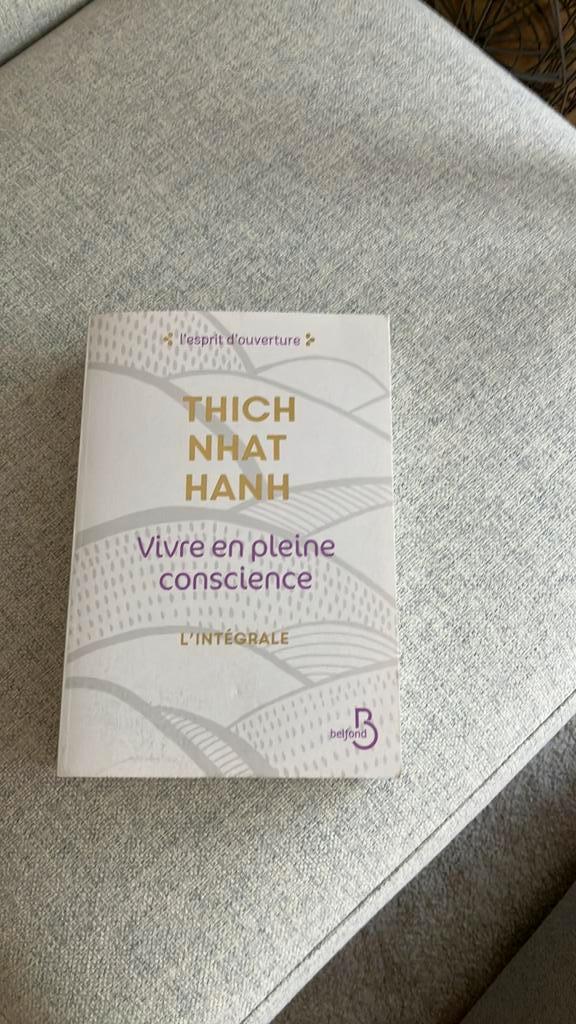 l'esprit d'ouverture
THICH
NHAT
HANH
Vivre en pleine
conscience
L'INTÉGRALE
belfond